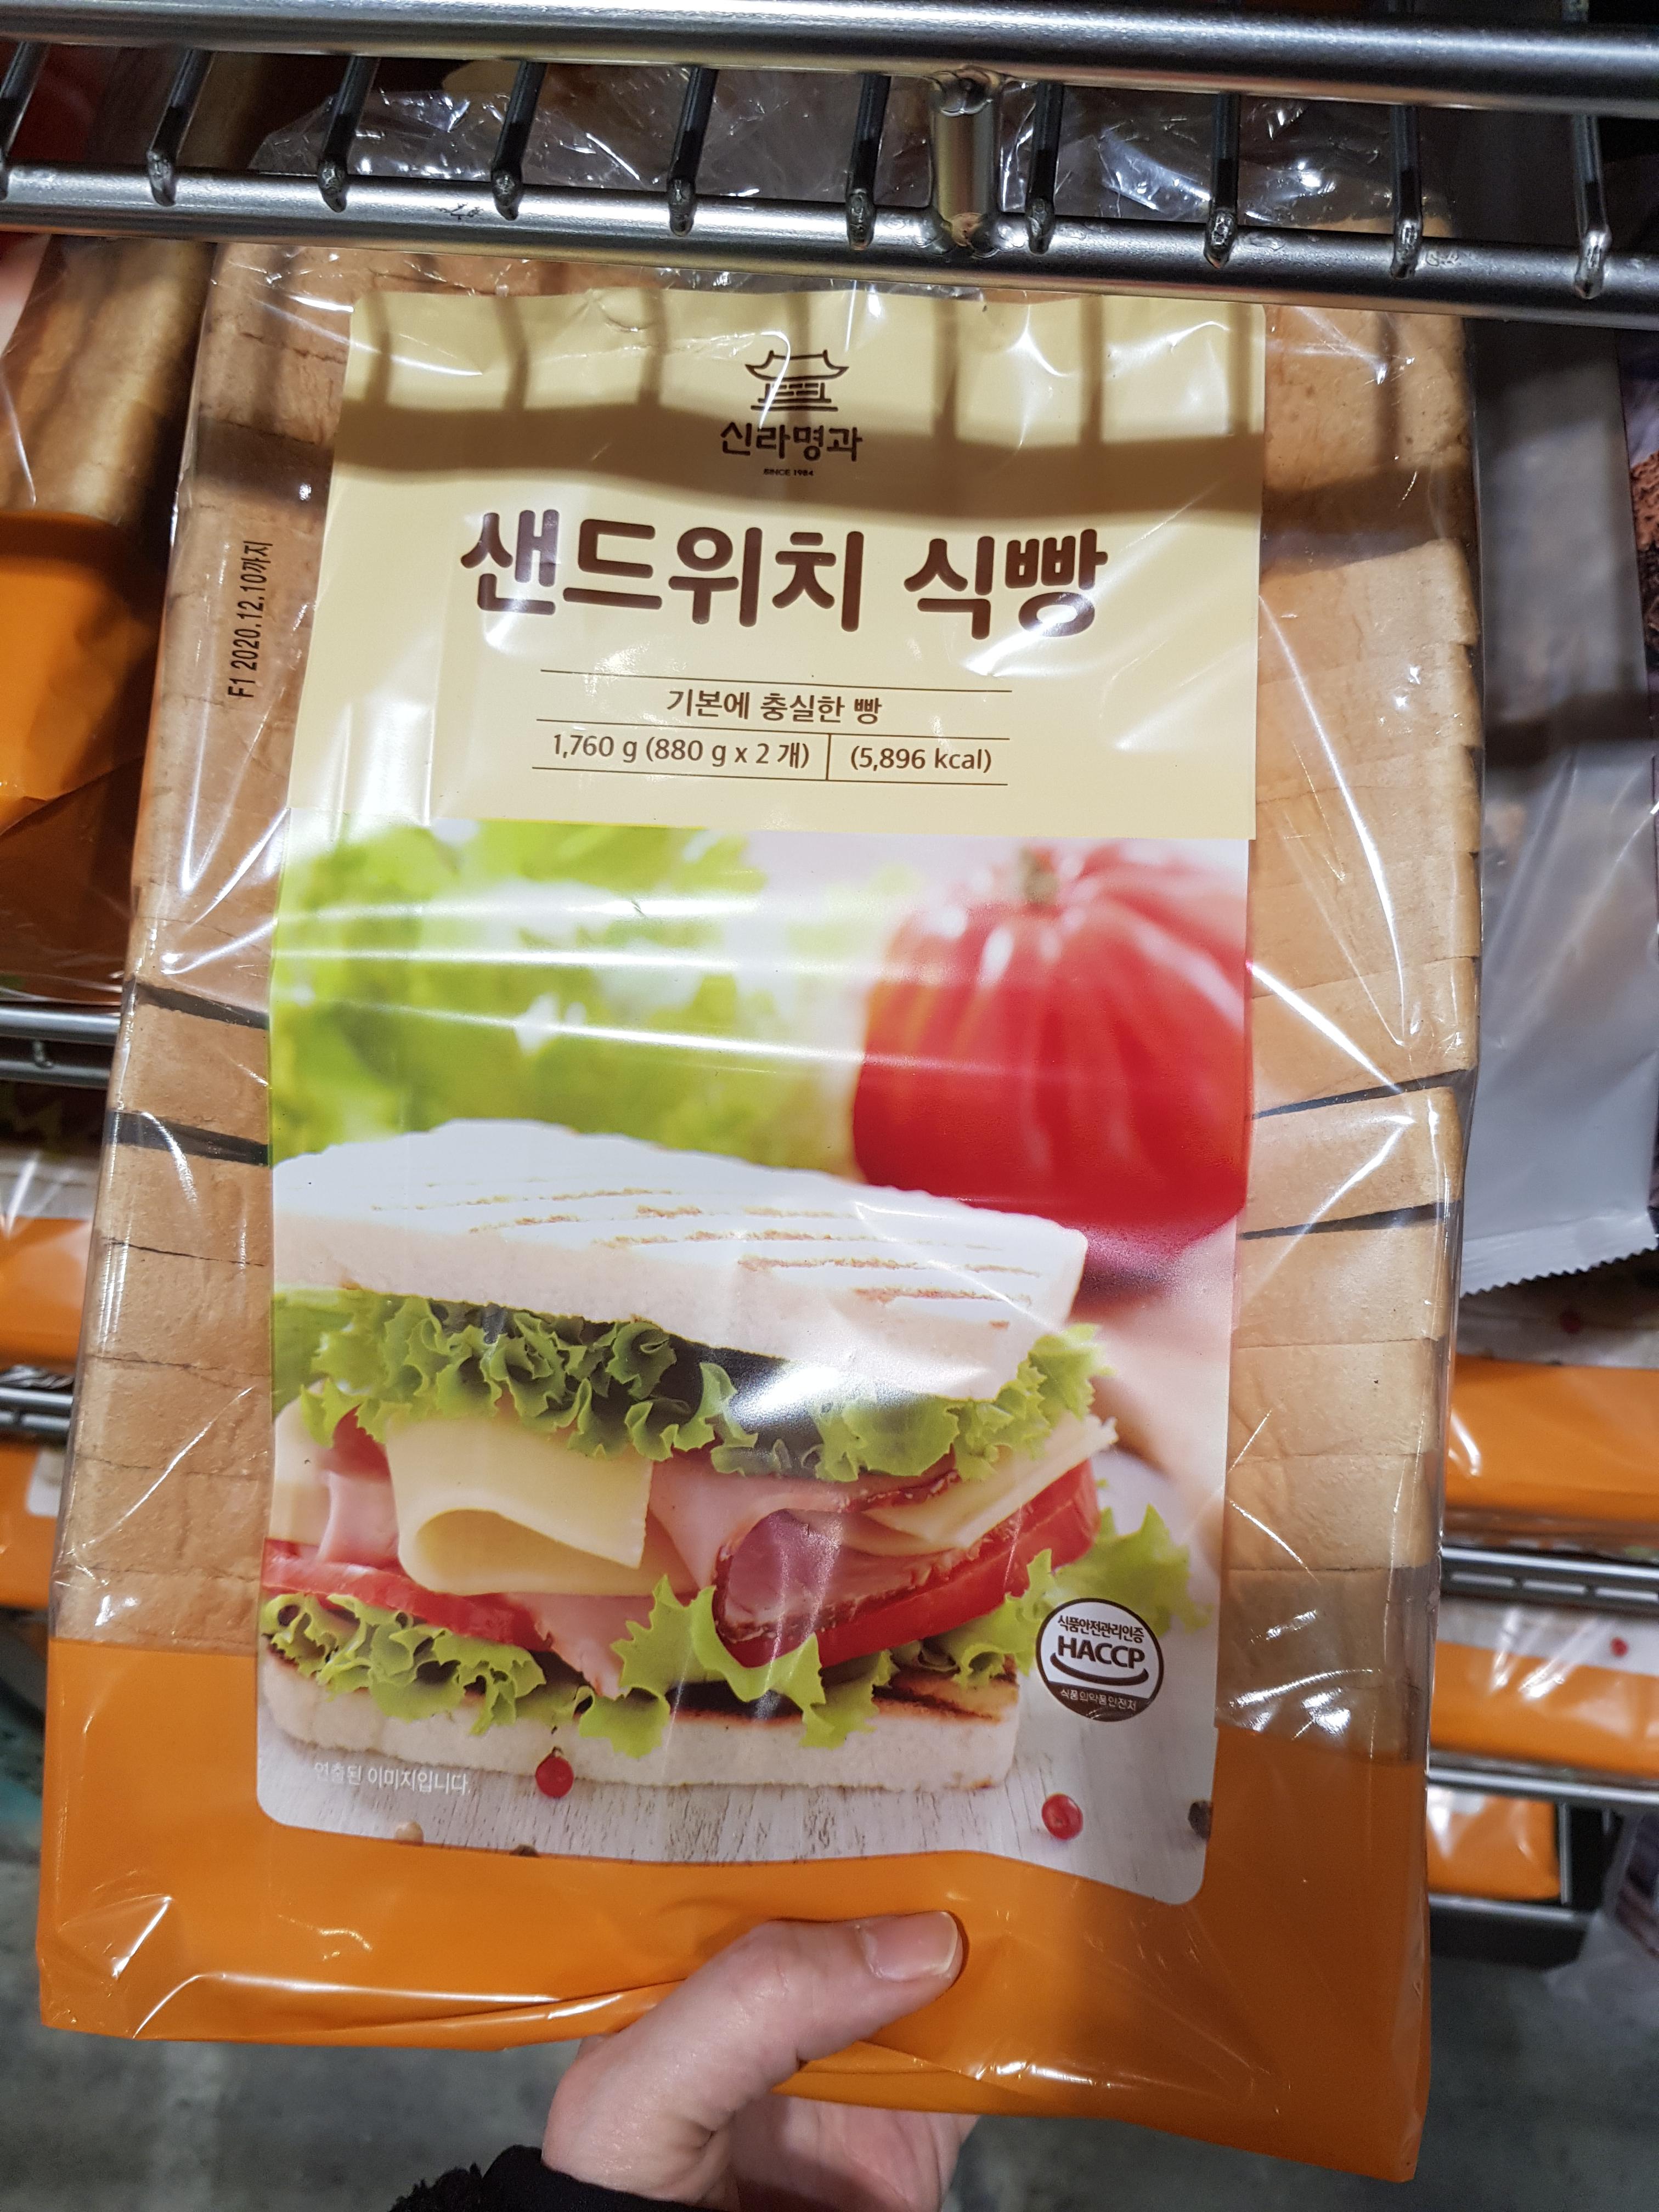 신라명과
SINCE 1984
샌드위치 식빵
기본에 충실한 빵
1,760 g (880 g x 2 개) (5,896 kcal)
F1 2020.12.10까지
식품안전관리인증
HACCP
식품의약품안전처
연출된 이미지입니다.